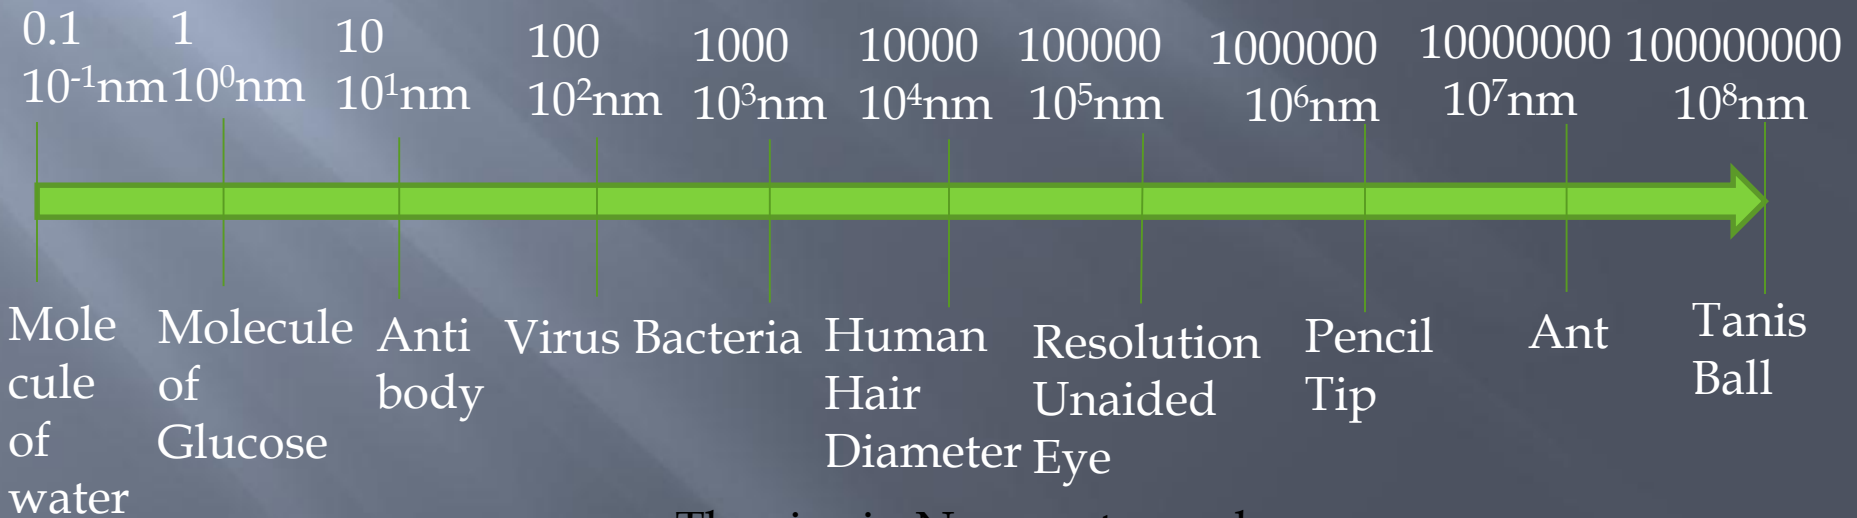 0.1
10⁻¹nm
1
10⁰nm
10
10¹nm
100
10²nm
1000
10³nm
10000
10⁴nm
100000
10⁵nm
1000000
10⁶nm
10000000
10⁷nm
100000000
10⁸nm
Mole
cule
of
water
Molecule
of
Glucose
Anti
body
Virus
Bacteria
Human
Hair
Diameter
Resolution
Unaided
Eye
Pencil
Tip
Ant
Tanis
Ball